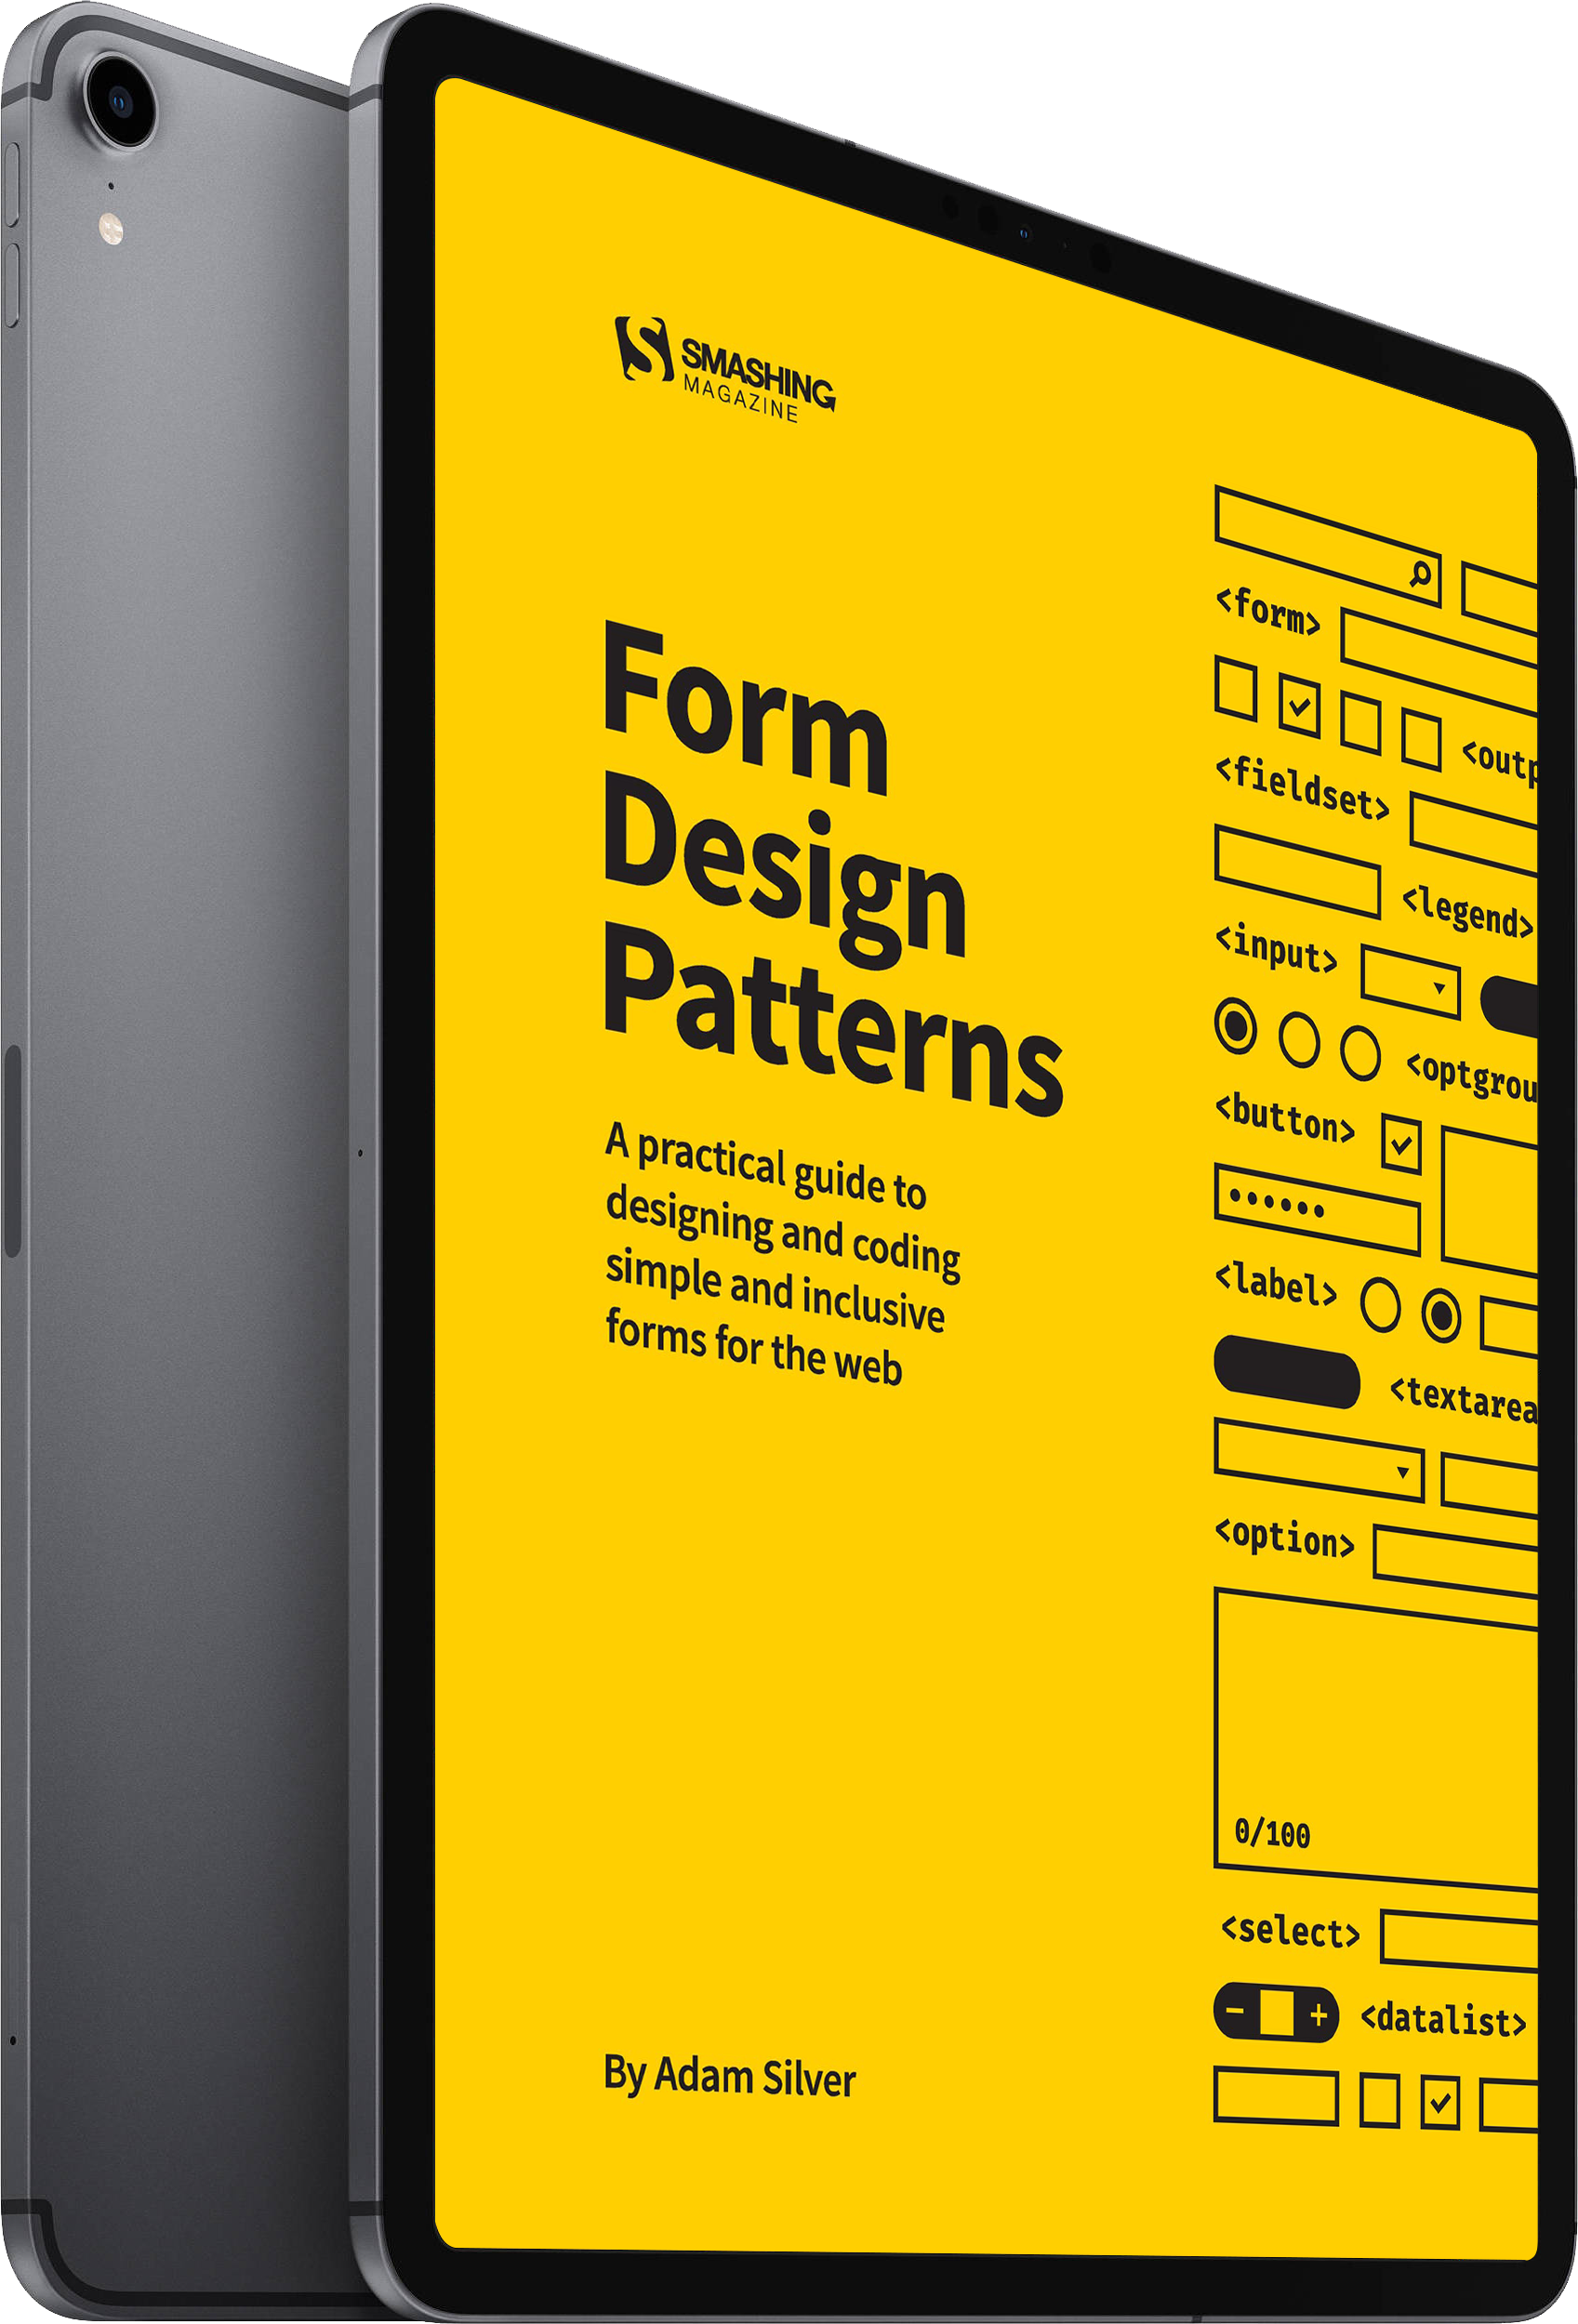 SMASHING
MAGAZINE
Form
Design
Patterns
A practical guide to
designing and coding
simple and inclusive
forms for the web
By Adam Silver
<form>
<outp
<fieldset>
<legend>
<input>
<optgrou
<button>
<label>
<textarea
<option>
0/100
<select>
- +
<datalist>